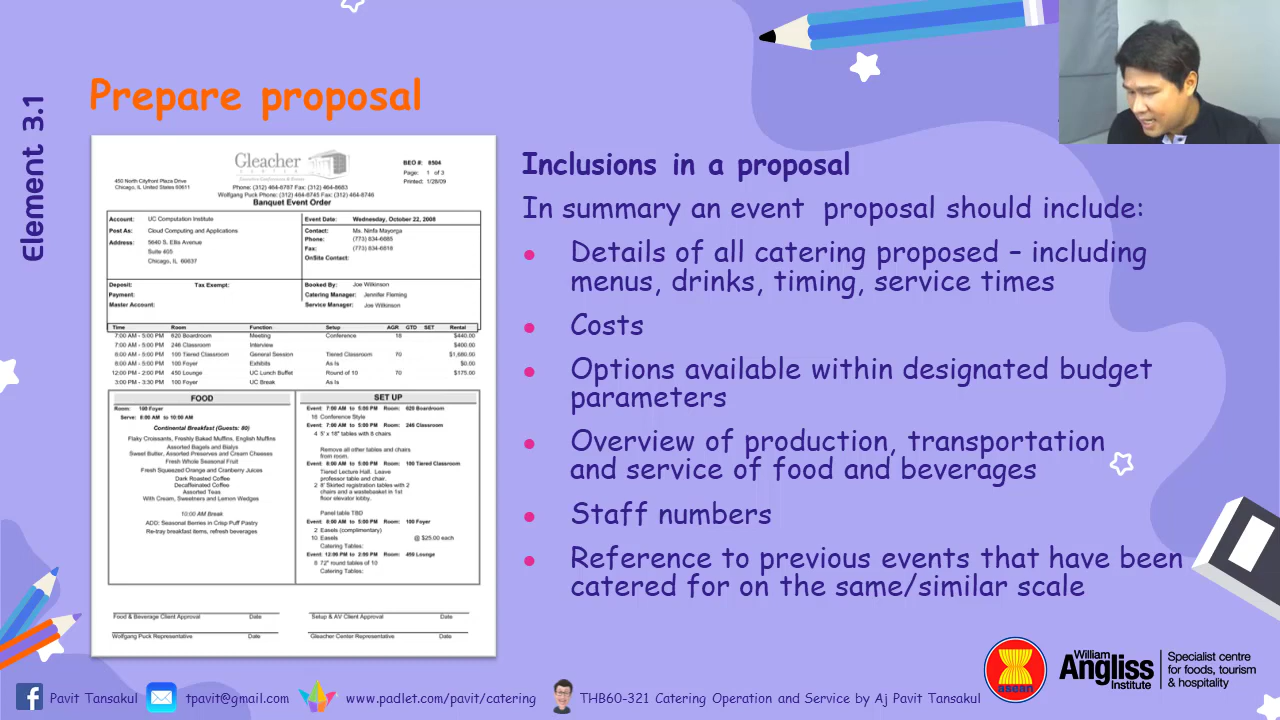 Element 3.1
Prepare proposal
Gleacher
CENTER
450 North Cityfront Plaza Drive
Chicago, IL United States 60611
Phone: (312) 464-8787 Fax: (312) 464-8683
Wolfgang Puck Phone: (312) 464-8745 Fax: (312) 464-8746
Banquet Event Order
BEO #: 8504
Page: 1 of 3
Printed: 1/28/09
Account: UC Computation Institute
Post As: Cloud Computing and Applications
Address: 5640 S. Ellis Avenue
Suite 405
Chicago, IL 60637
Event Date: Wednesday, October 22, 2008
Contact: Ms. Ninfa Mayorga
Phone: (773) 834-6685
Fax: (773) 834-6818
OnSite Contact:
Deposit: Tax Exempt:
Payment:
Master Account:
Booked By: Joe Wilkinson
Catering Manager: Jennifer Fleming
Service Manager: Joe Wilkinson
Time Room Function Setup AGR GTD SET Rental
7:00 AM - 5:00 PM 620 Boardroom Meeting Conference 18 $440.00
7:00 AM - 5:00 PM 246 Classroom Interview $400.00
8:00 AM - 5:00 PM 100 Tiered Classroom General Session Tiered Classroom 70 $1,680.00
8:00 AM - 5:00 PM 100 Foyer Exhibits As Is $0.00
12:00 PM - 2:00 PM 450 Lounge UC Lunch Buffet Round of 10 70 $175.00
3:00 PM - 3:30 PM 100 Foyer UC Break As Is
FOOD
Room: 100 Foyer
Serve: 8:00 AM to 10:00 AM
Continental Breakfast (Guests: 80)
Flaky Croissants, Freshly Baked Muffins, English Muffins
Assorted Bagels and Bialys
Sweet Butter, Assorted Preserves and Cream Cheeses
Fresh Whole Seasonal Fruit
Fresh Squeezed Orange and Cranberry Juices
Dark Roasted Coffee
Decaffeinated Coffee
Assorted Teas
With Cream, Sweetners and Lemon Wedges
10:00 AM Break
ADD: Seasonal Berries in Crisp Puff Pastry
Re-tray breakfast items, refresh beverages
SET UP
Event: 7:00 AM to 5:00 PM Room: 620 Boardroom
18 Conference Style
Event: 7:00 AM to 5:00 PM Room: 246 Classroom
4 5' x 18" tables with 8 chairs
Remove all other tables and chairs
from room.
Event: 8:00 AM to 5:00 PM Room: 100 Tiered Classroom
Tiered Lecture Hall. Leave
professor table and chair.
2 6' Skirted registration tables with 2
chairs and a wastebasket in 1st
floor elevator lobby.
Panel table TBD
Event: 8:00 AM to 5:00 PM Room: 100 Foyer
2 Easels (complimentary)
10 Easels @ $25.00 each
Catering Tables:
Event: 12:00 PM to 2:00 PM Room: 450 Lounge
8 72" round tables of 10
Catering Tables:
Food & Beverage Client Approval Date
Setup & AV Client Approval Date
Wolfgang Puck Representative Date
Gleacher Center Representative Date
Inclusions in a proposal
In summary an event proposal should include:
• Details of all catering proposed – including
menus, drinks, timing, service time
• Costs
• Options available within designated budget
parameters
• Overview of production, transportation
and service of food and beverages
• Staff numbers
• Reference to previous events that have been
catered for on the same/similar scale
Pavit Tansakul tpavit@gmail.com www.padlet.com/pavit/catering 050-321 Catering Operation and Services by Aj Pavit Tansakul
asean
William
Angliss
Institute
Specialist centre
for foods, tourism
& hospitality